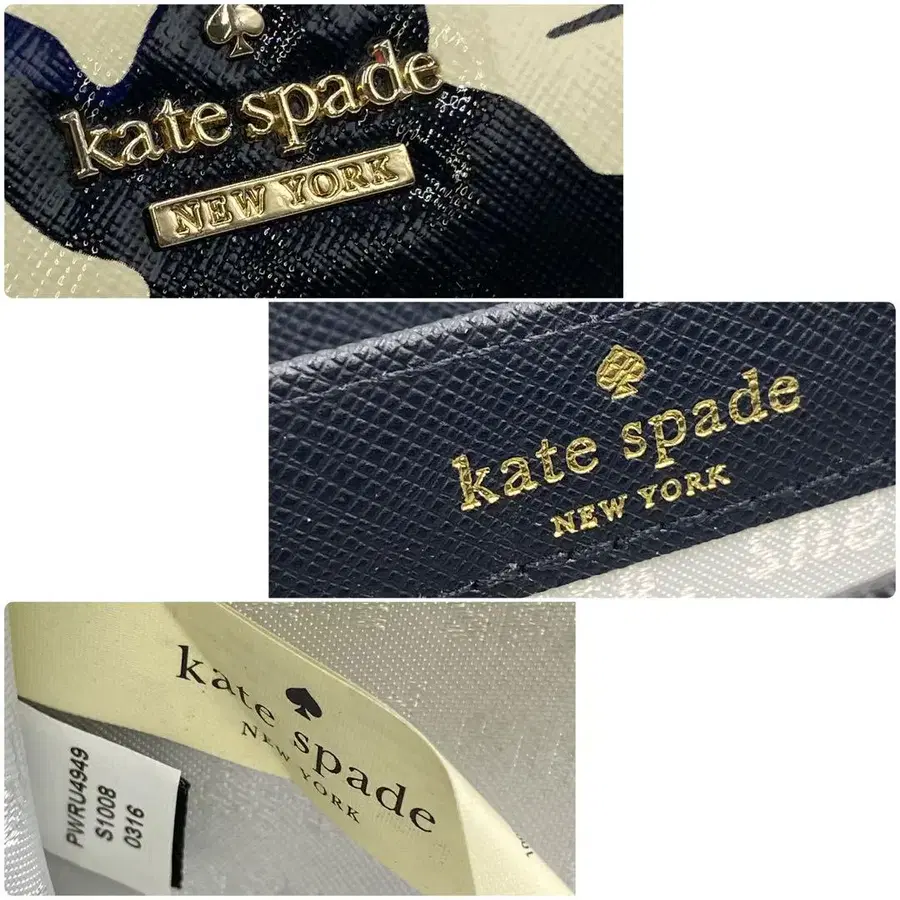 kate spade
NEW YORK
kate spade
NEW YORK
kate spade
NEW YORK
PWRU4949
S1008
0316